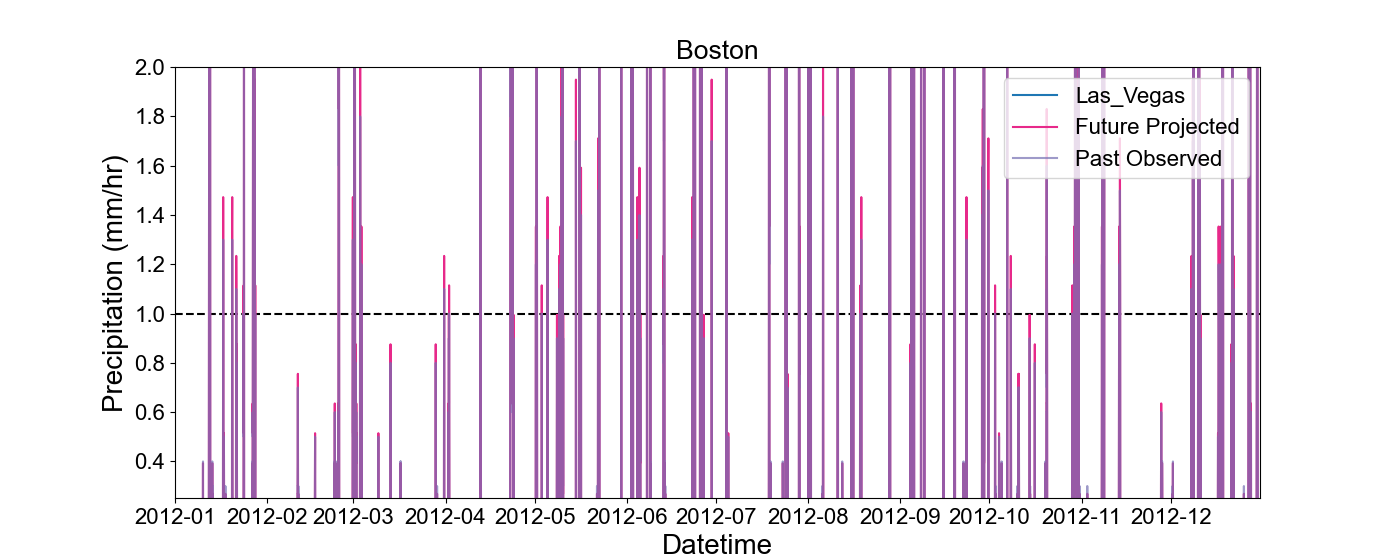 Boston
Precipitation (mm/hr)
2.0
1.8
1.6
1.4
1.2
1.0
0.8
0.6
0.4
Las_Vegas
Future Projected
Past Observed
2012-01 2012-02 2012-03 2012-04 2012-05 2012-06 2012-07 2012-08 2012-09 2012-10 2012-11 2012-12
Datetime